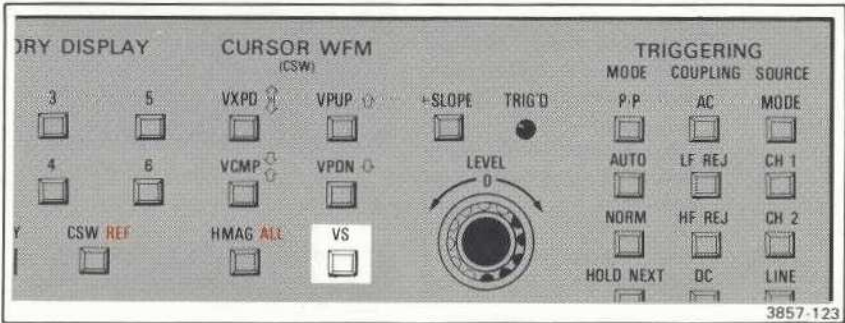 ORY DISPLAY CURSOR WFM TRIGGERING
(CSW)
MODE COUPLING SOURCE
3 5 VXPD VPUP SLOPE TRIG'D P-P AC MODE
4 6 VCMP VPDN LEVEL AUTO LF REJ CH 1
0
Y CSW REF HMAG ALL VS NORM HF REJ CH 2
HOLD NEXT DC LINE
3857-123